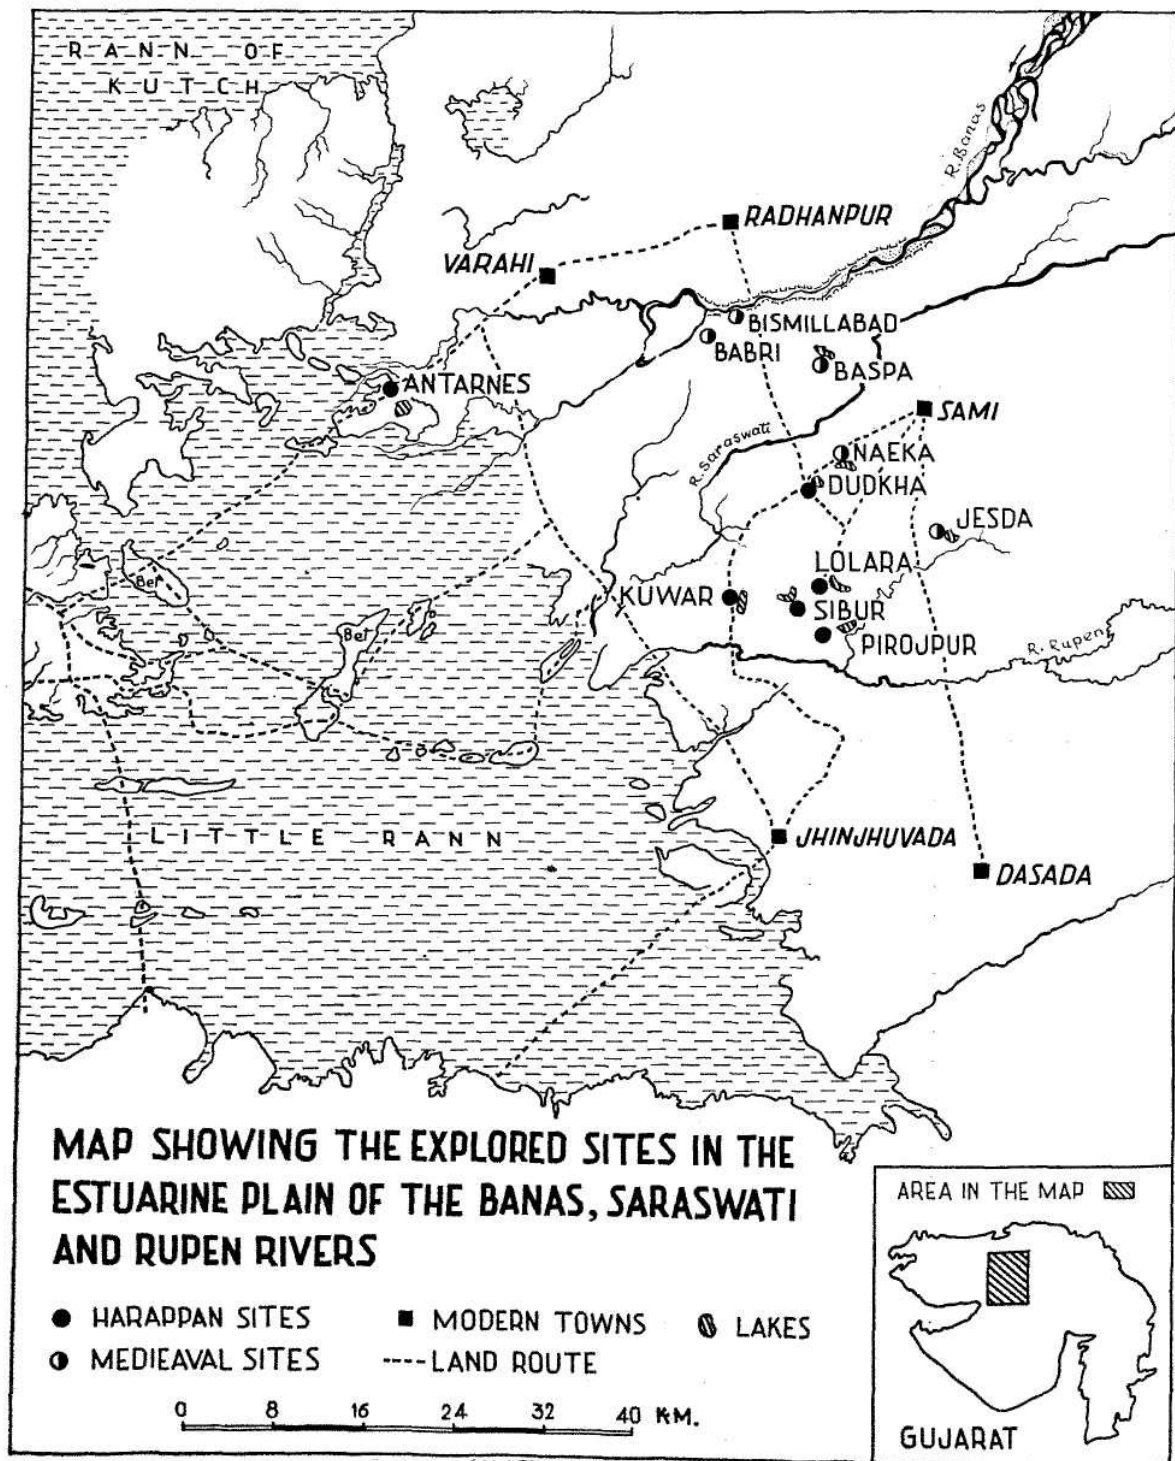 RANN OF
KUTCH
R. Banas
RADHANPUR
VARAHI
BISMILLABAD
BABRI
BASPA
ANTARNES
SAMI
R. Saraswati
NAEKA
DUDKHA
JESDA
LOLARA
Bet
KUWAR
SIBUR
Bet
PIROJPUR
R. Rupen
LITTLE RANN
JHINJHUVADA
DASADA
MAP SHOWING THE EXPLORED SITES IN THE
ESTUARINE PLAIN OF THE BANAS, SARASWATI
AND RUPEN RIVERS
HARAPPAN SITES
MODERN TOWNS
LAKES
MEDIEAVAL SITES
LAND ROUTE
0 8 16 24 32 40 KM.
AREA IN THE MAP
GUJARAT